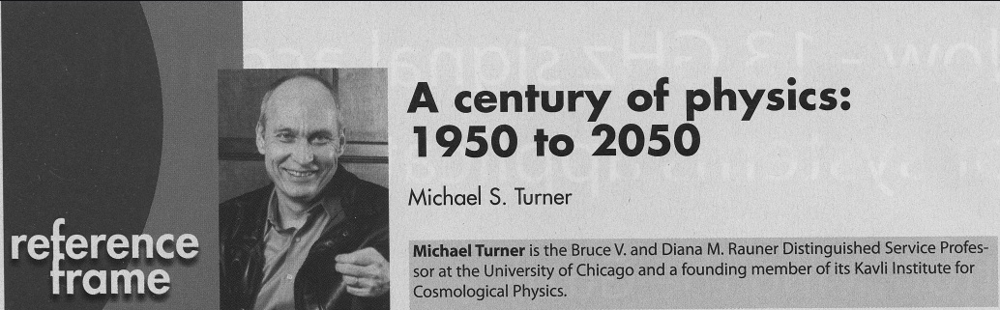 A century of physics:
1950 to 2050
Michael S. Turner
reference
frame
Michael Turner is the Bruce V. and Diana M. Rauner Distinguished Service Profes-
sor at the University of Chicago and a founding member of its Kavli Institute for
Cosmological Physics.